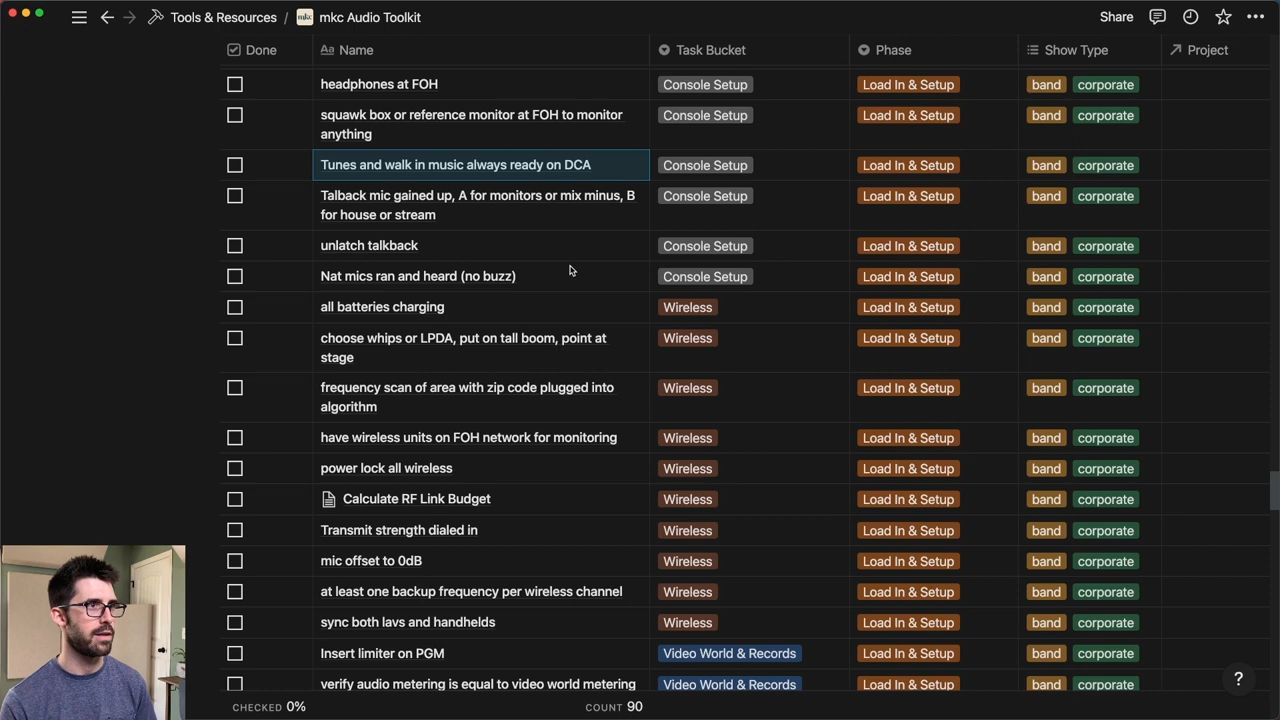 Tools & Resources / mkc mkc Audio Toolkit Share
Done Aa Name Task Bucket Phase Show Type Project
headphones at FOH Console Setup Load In & Setup band corporate
squawk box or reference monitor at FOH to monitor Console Setup Load In & Setup band corporate
anything
Tunes and walk in music always ready on DCA Console Setup Load In & Setup band corporate
Talback mic gained up, A for monitors or mix minus, B Console Setup Load In & Setup band corporate
for house or stream
unlatch talkback Console Setup Load In & Setup band corporate
Nat mics ran and heard (no buzz) Console Setup Load In & Setup band corporate
all batteries charging Wireless Load In & Setup band corporate
choose whips or LPDA, put on tall boom, point at Wireless Load In & Setup band corporate
stage
frequency scan of area with zip code plugged into Wireless Load In & Setup band corporate
algorithm
have wireless units on FOH network for monitoring Wireless Load In & Setup band corporate
power lock all wireless Wireless Load In & Setup band corporate
Calculate RF Link Budget Wireless Load In & Setup band corporate
Transmit strength dialed in Wireless Load In & Setup band corporate
mic offset to 0dB Wireless Load In & Setup band corporate
at least one backup frequency per wireless channel Wireless Load In & Setup band corporate
sync both lavs and handhelds Wireless Load In & Setup band corporate
Insert limiter on PGM Video World & Records Load In & Setup band corporate
verify audio metering is equal to video world metering Video World & Records Load In & Setup band corporate
CHECKED 0% COUNT 90 ?